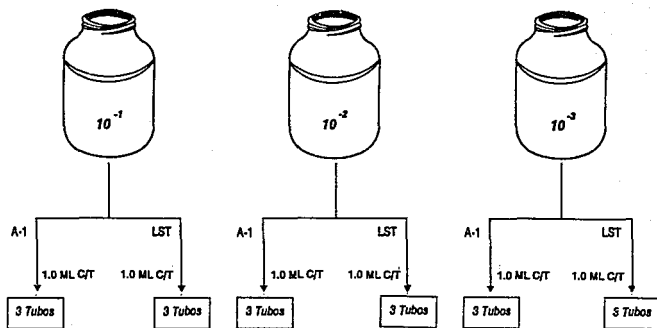 10⁻¹ 10⁻² 10⁻³
A-1 LST A-1 LST A-1 LST
1.0 ML C/T 1.0 ML C/T 1.0 ML C/T 1.0 ML C/T 1.0 ML C/T 1.0 ML C/T
3 Tubos 3 Tubos 3 Tubos 3 Tubos 3 Tubos 3 Tubos